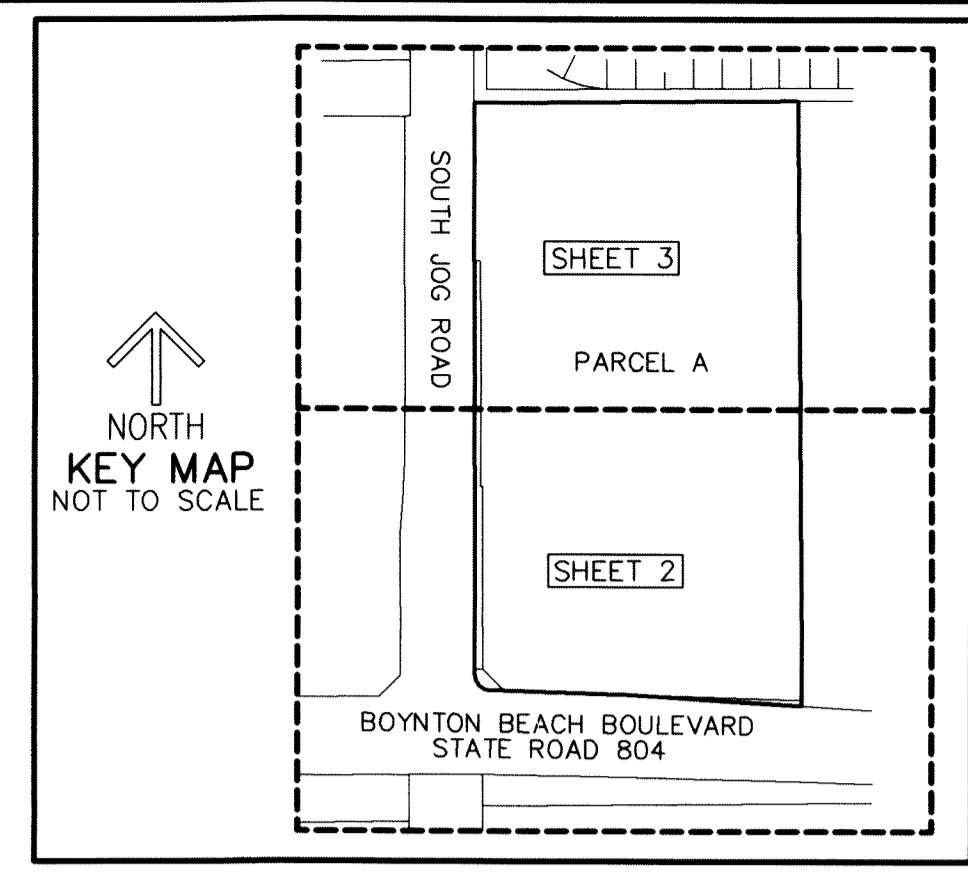 SOUTH JOG ROAD
SHEET 3
PARCEL A
NORTH
KEY MAP
NOT TO SCALE
SHEET 2
BOYNTON BEACH BOULEVARD
STATE ROAD 804